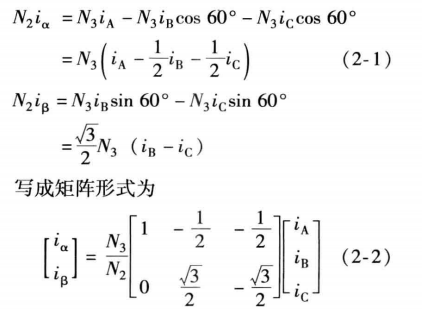 N₂iα = N₃iA − N₃iB cos 60° − N₃iC cos 60°
= N₃(iA − 1/2 iB − 1/2 iC) (2-1)
N₂iβ = N₃iB sin 60° − N₃iC sin 60°
= √3/2 N₃ (iB − iC)
写成矩阵形式为
[iα; iβ] = N₃/N₂ [1 −1/2 −1/2; 0 √3/2 −√3/2] [iA; iB; iC] (2-2)